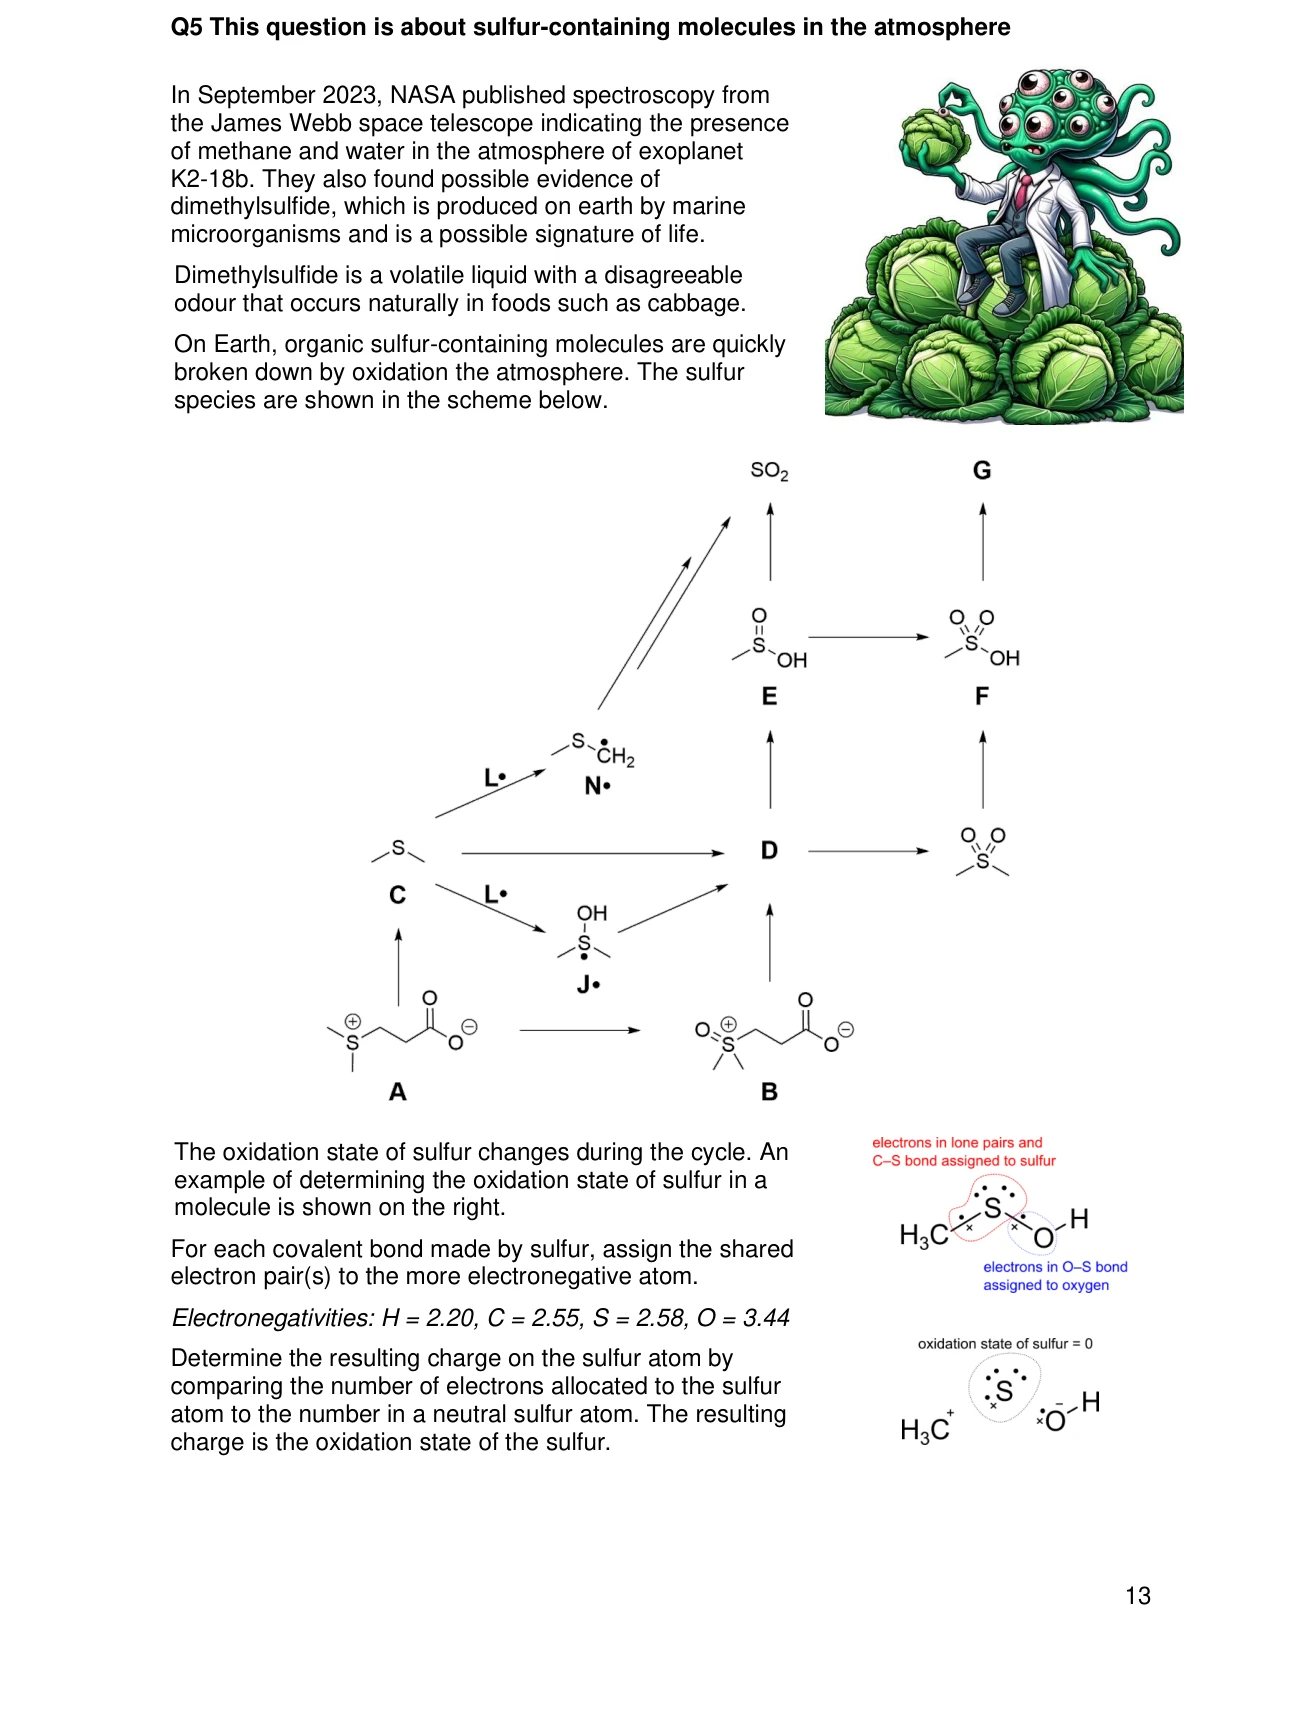 Q5 This question is about sulfur-containing molecules in the atmosphere
In September 2023, NASA published spectroscopy from
the James Webb space telescope indicating the presence
of methane and water in the atmosphere of exoplanet
K2-18b. They also found possible evidence of
dimethylsulfide, which is produced on earth by marine
microorganisms and is a possible signature of life.
Dimethylsulfide is a volatile liquid with a disagreeable
odour that occurs naturally in foods such as cabbage.
On Earth, organic sulfur-containing molecules are quickly
broken down by oxidation the atmosphere. The sulfur
species are shown in the scheme below.
SO2 G
O O O
S OH S OH
E F
S ĊH2
L• N•
S D O O
S
C L• OH
S
J•
O O
⊕ ⊖ O ⊕ ⊖
S O S O
A B
The oxidation state of sulfur changes during the cycle. An
example of determining the oxidation state of sulfur in a
molecule is shown on the right.
For each covalent bond made by sulfur, assign the shared
electron pair(s) to the more electronegative atom.
Electronegativities: H = 2.20, C = 2.55, S = 2.58, O = 3.44
Determine the resulting charge on the sulfur atom by
comparing the number of electrons allocated to the sulfur
atom to the number in a neutral sulfur atom. The resulting
charge is the oxidation state of the sulfur.
electrons in lone pairs and
C–S bond assigned to sulfur
H3C S O H
electrons in O–S bond
assigned to oxygen
oxidation state of sulfur = 0
H3C+ S O− H
13